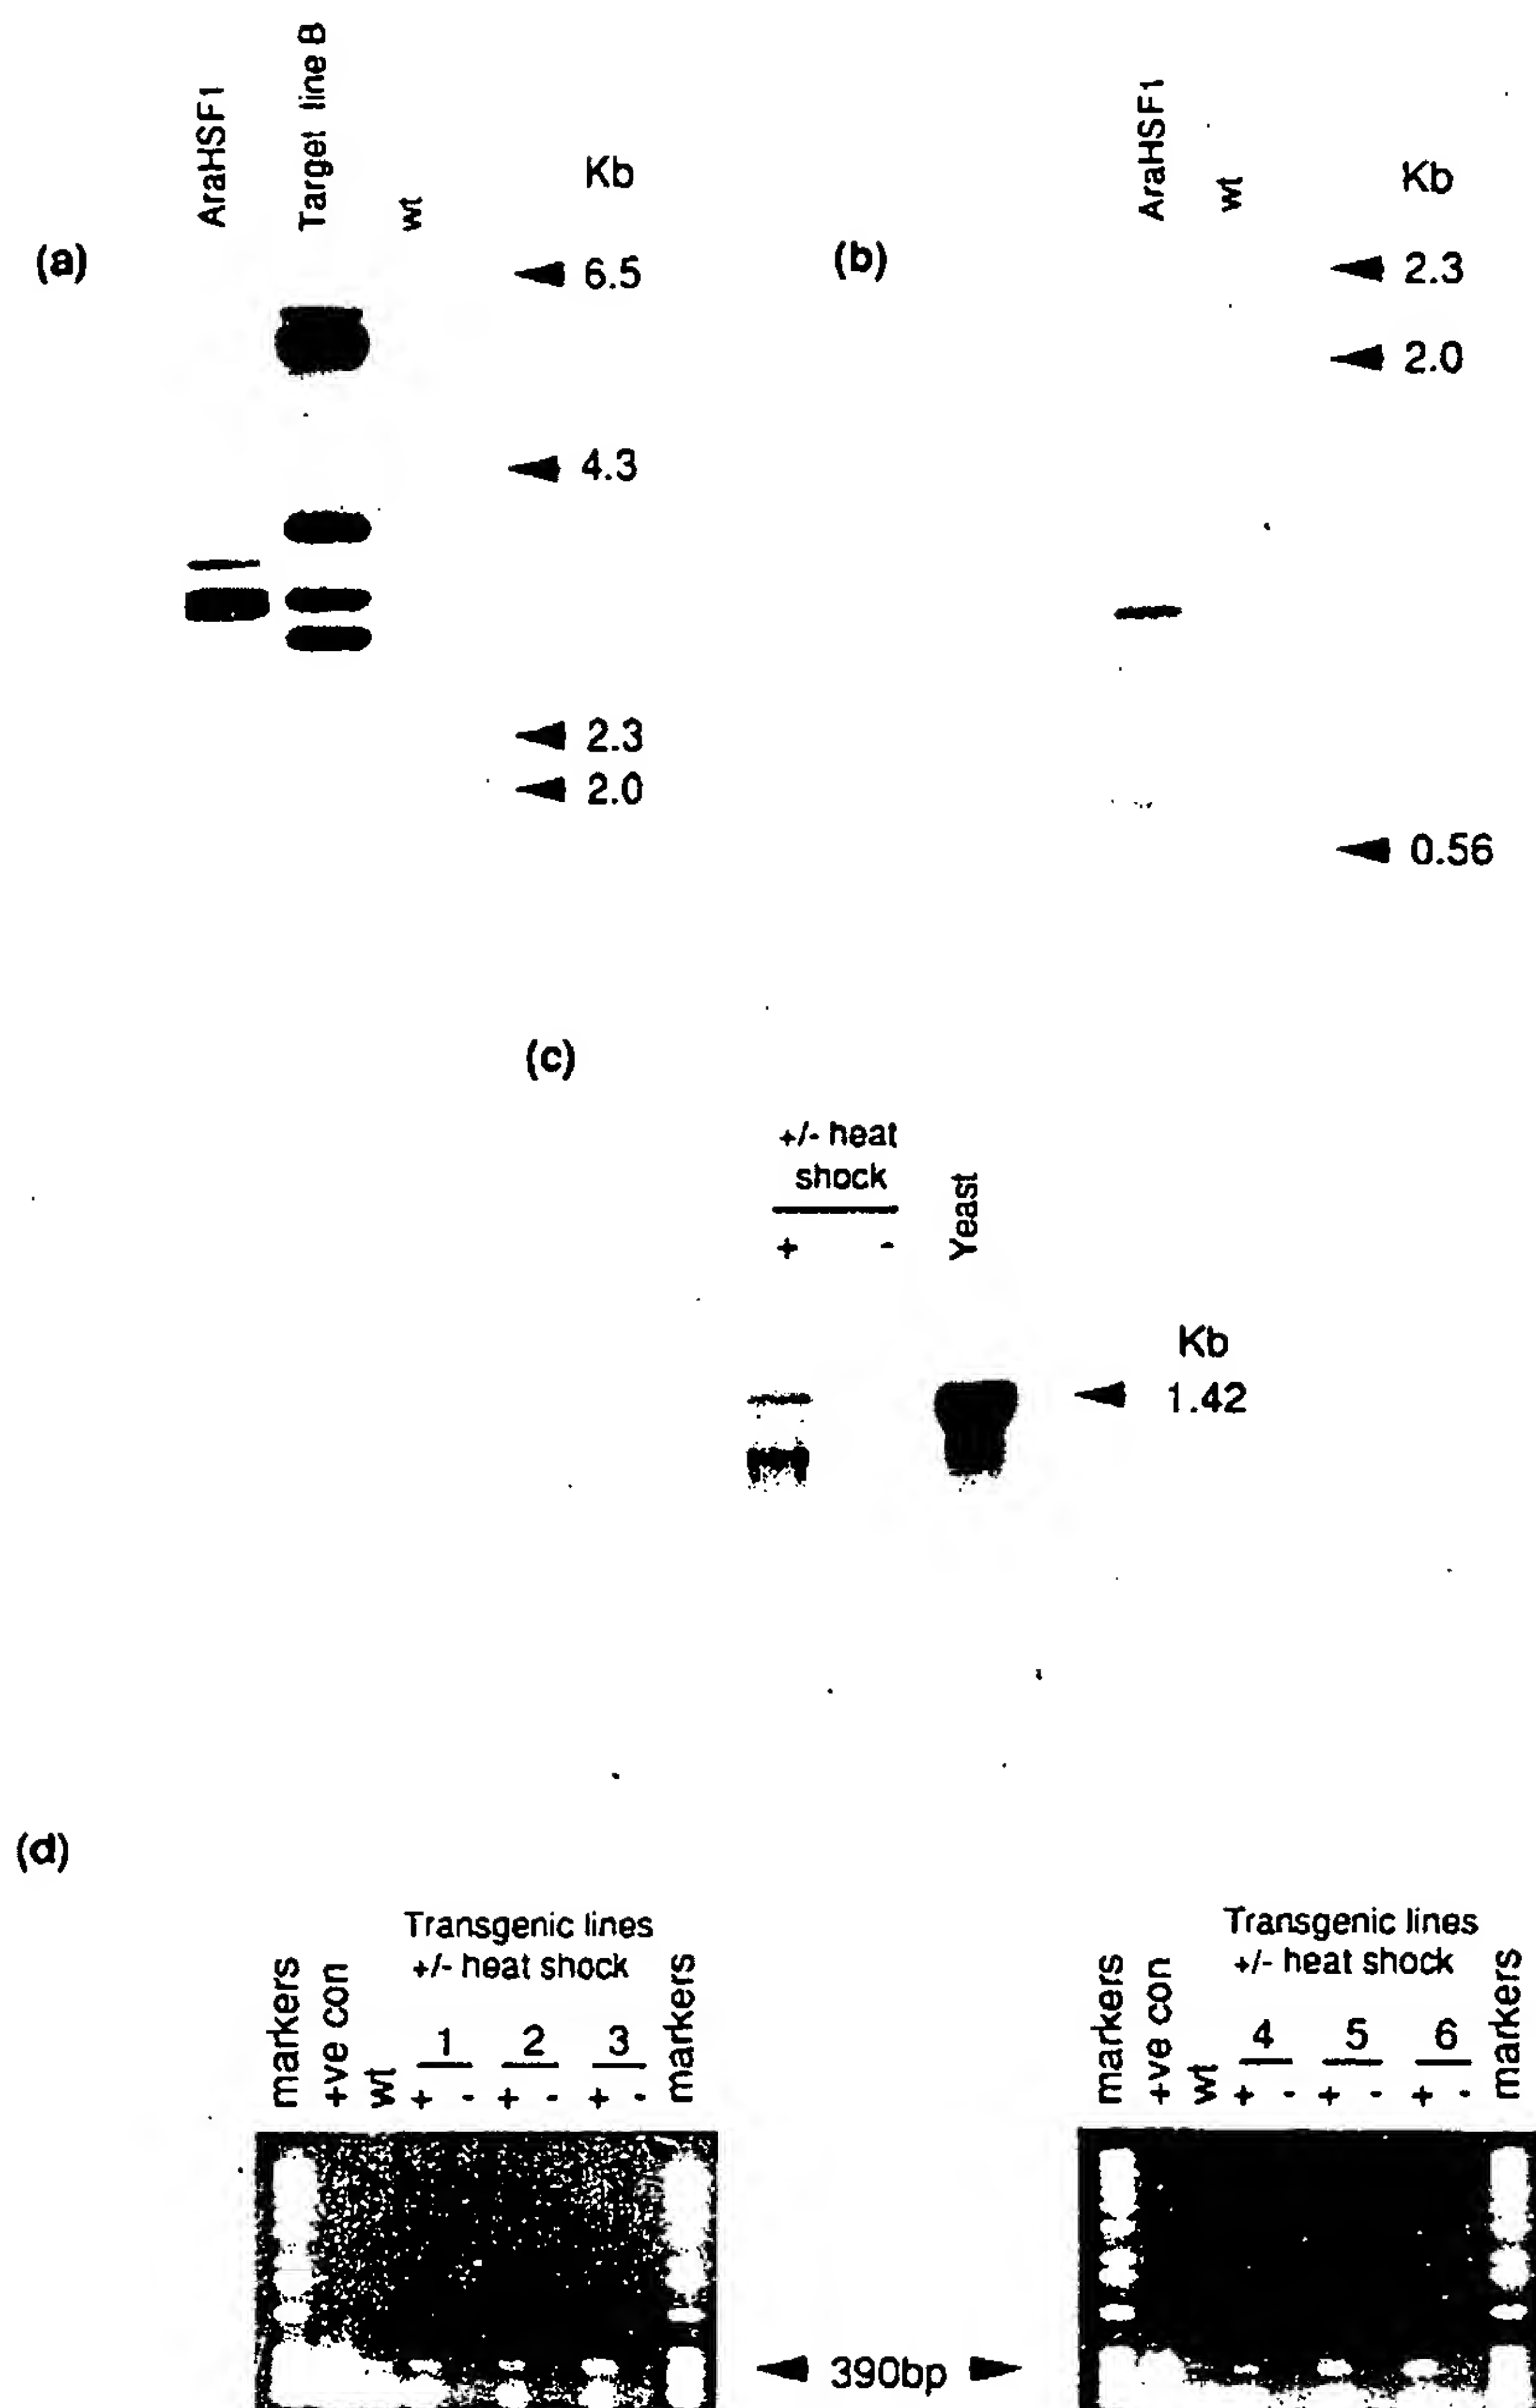 (a)
AraHSF1
Target line B
wt
Kb
6.5
4.3
2.3
2.0
(b)
AraHSF1
wt
Kb
2.3
2.0
0.56
(c)
+/- heat
shock
+ -
Yeast
Kb
1.42
(d)
Transgenic lines
+/- heat shock
markers
+ve con
wt
1 2 3
+ - + - + -
markers
390bp
Transgenic lines
+/- heat shock
markers
+ve con
wt
4 5 6
+ - + - + -
markers